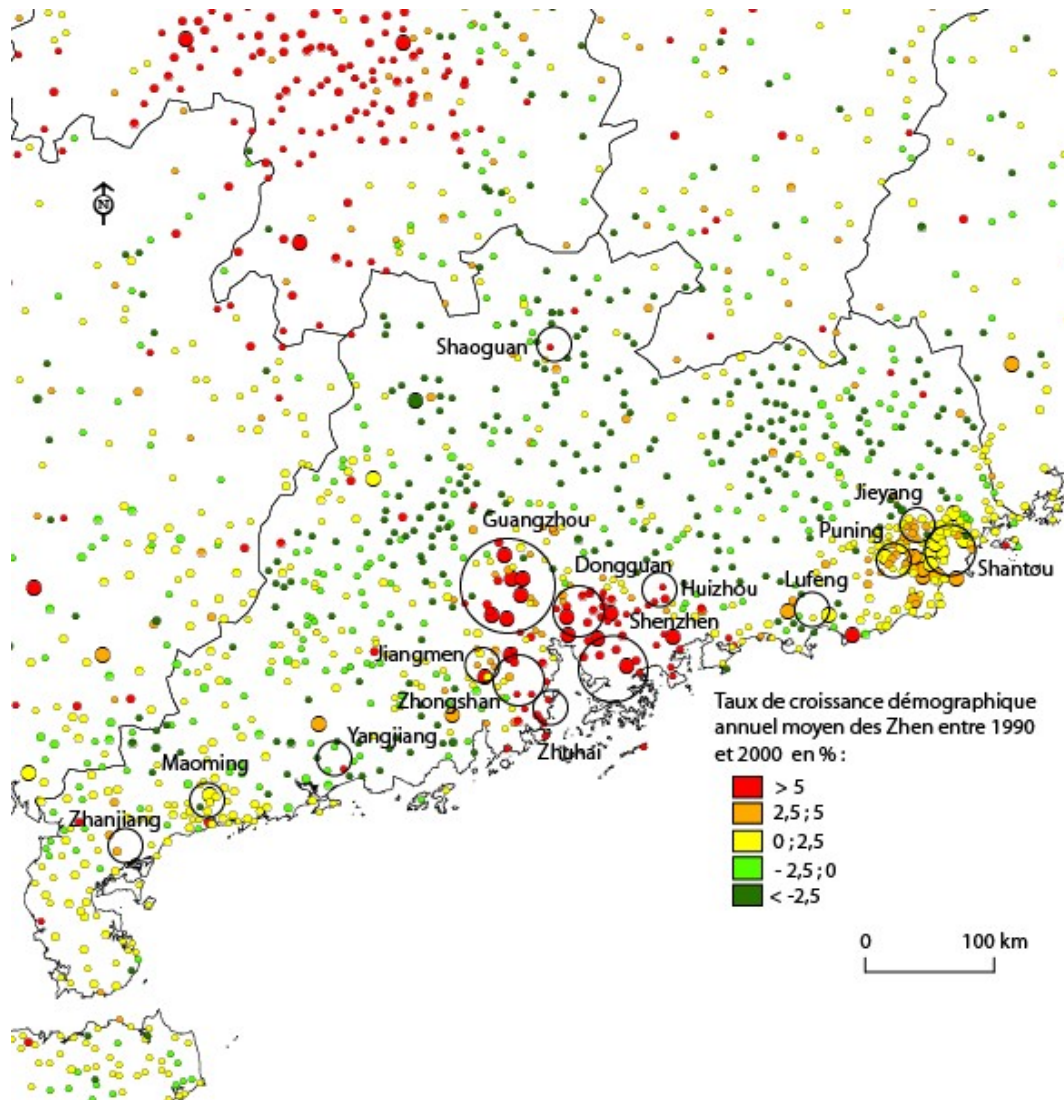 N
Shaoguan
Jieyang
Guangzhou
Puning
Dongguan
Shantou
Huizhou
Lufeng
Shenzhen
Jiangmen
Zhongshan
Taux de croissance démographique
annuel moyen des Zhen entre 1990
et 2000 en % :
Yangjiang
Zhuhai
Maoming
> 5
2,5 ; 5
Zhanjiang
0 ; 2,5
- 2,5 ; 0
< -2,5
0 100 km